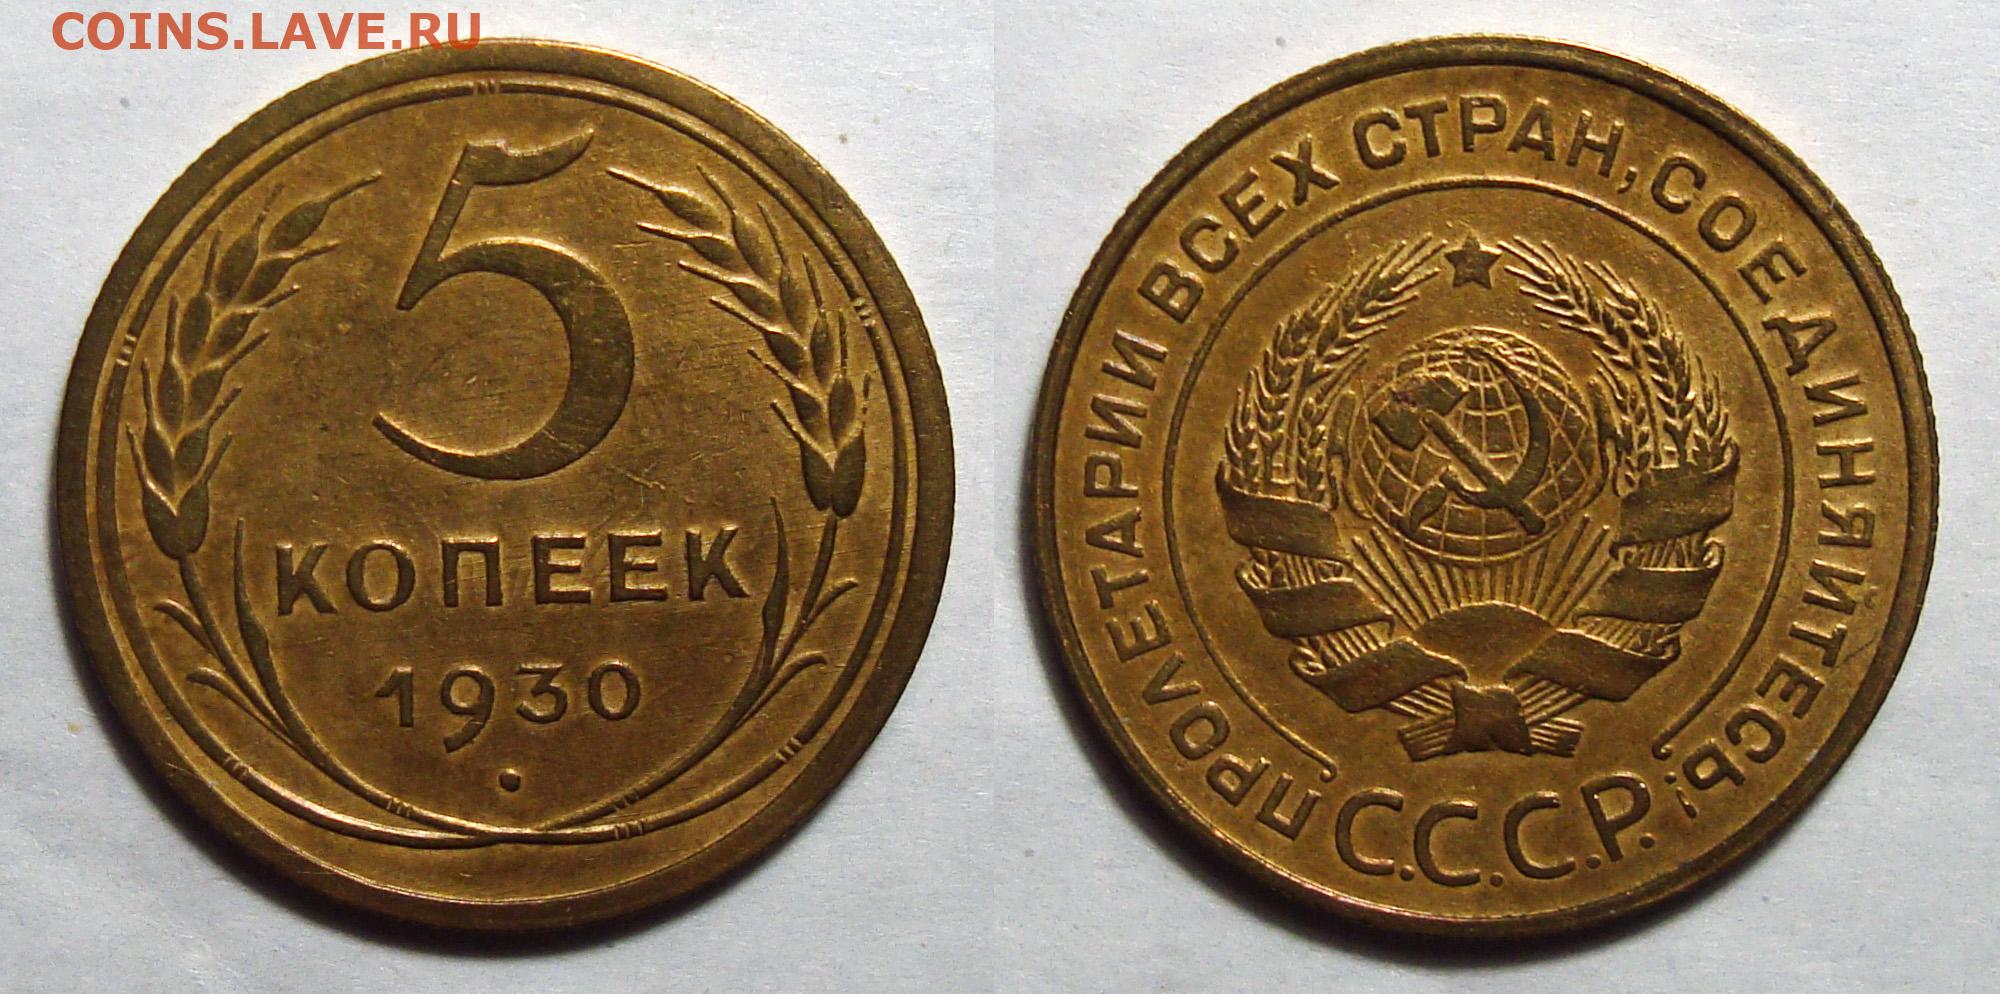 COINS.LAVE.RU
5
КОПЕЕК
1930
ПРОЛЕТАРИИ ВСЕХ СТРАН, СОЕДИНЯЙТЕСЬ!
С.С.С.Р.